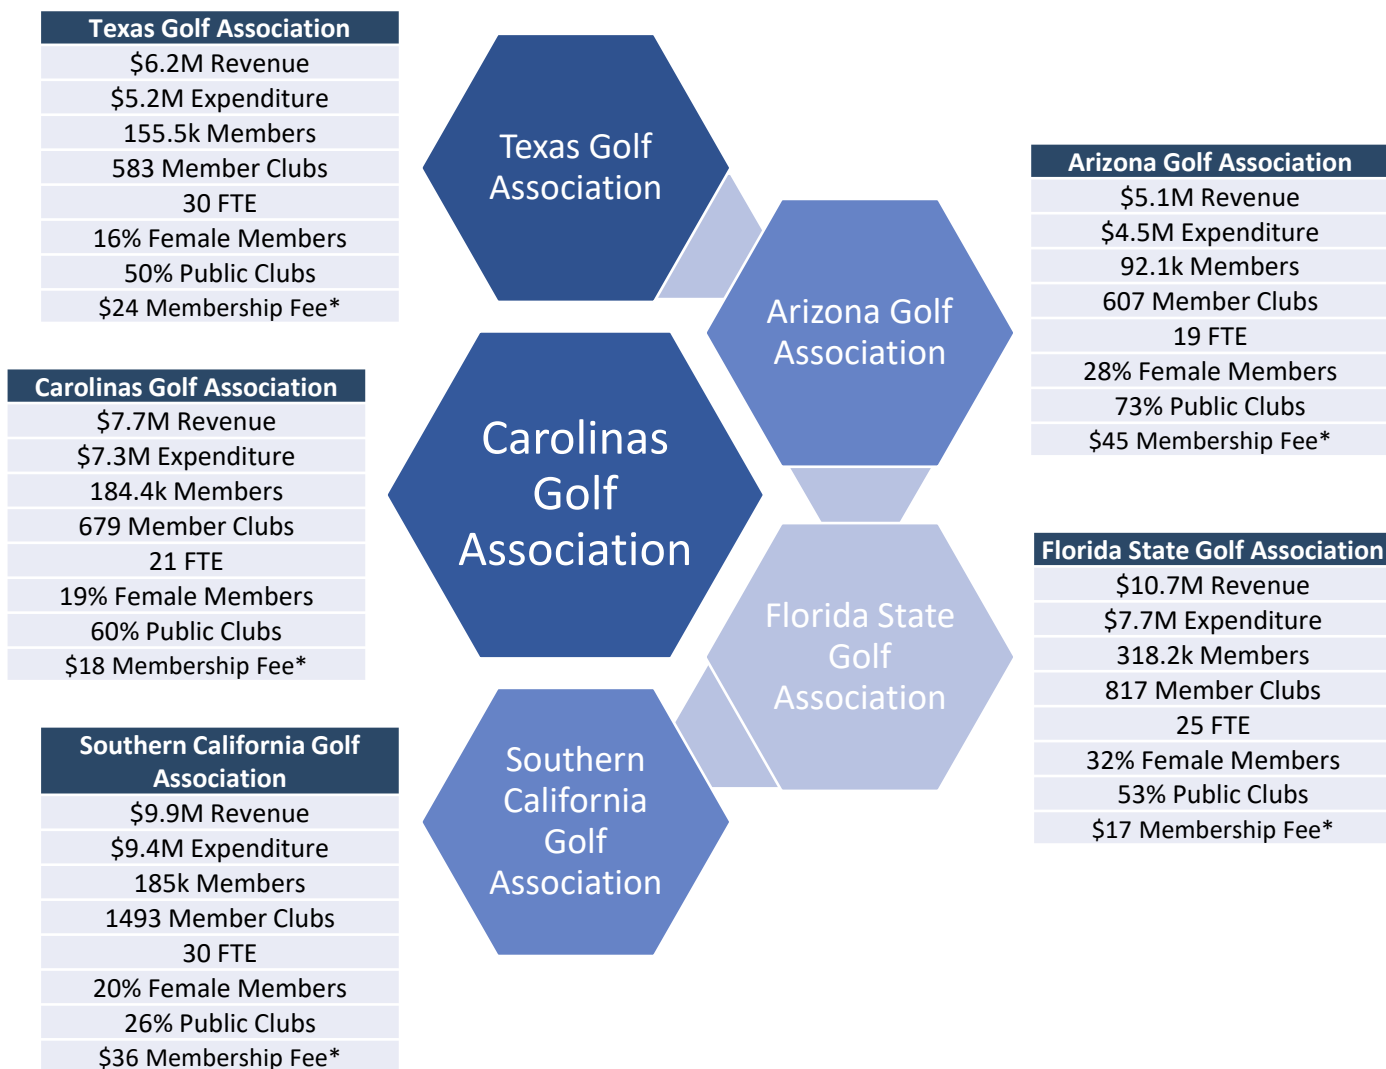 Texas Golf Association
$6.2M Revenue
$5.2M Expenditure
155.5k Members
583 Member Clubs
30 FTE
16% Female Members
50% Public Clubs
$24 Membership Fee*
Texas Golf
Association
Arizona Golf Association
$5.1M Revenue
$4.5M Expenditure
92.1k Members
607 Member Clubs
19 FTE
28% Female Members
73% Public Clubs
$45 Membership Fee*
Arizona Golf
Association
Carolinas Golf Association
$7.7M Revenue
$7.3M Expenditure
184.4k Members
679 Member Clubs
21 FTE
19% Female Members
60% Public Clubs
$18 Membership Fee*
Carolinas
Golf
Association
Florida State Golf Association
$10.7M Revenue
$7.7M Expenditure
318.2k Members
817 Member Clubs
25 FTE
32% Female Members
53% Public Clubs
$17 Membership Fee*
Florida State
Golf
Association
Southern California Golf
Association
$9.9M Revenue
$9.4M Expenditure
185k Members
1493 Member Clubs
30 FTE
20% Female Members
26% Public Clubs
$36 Membership Fee*
Southern
California
Golf
Association